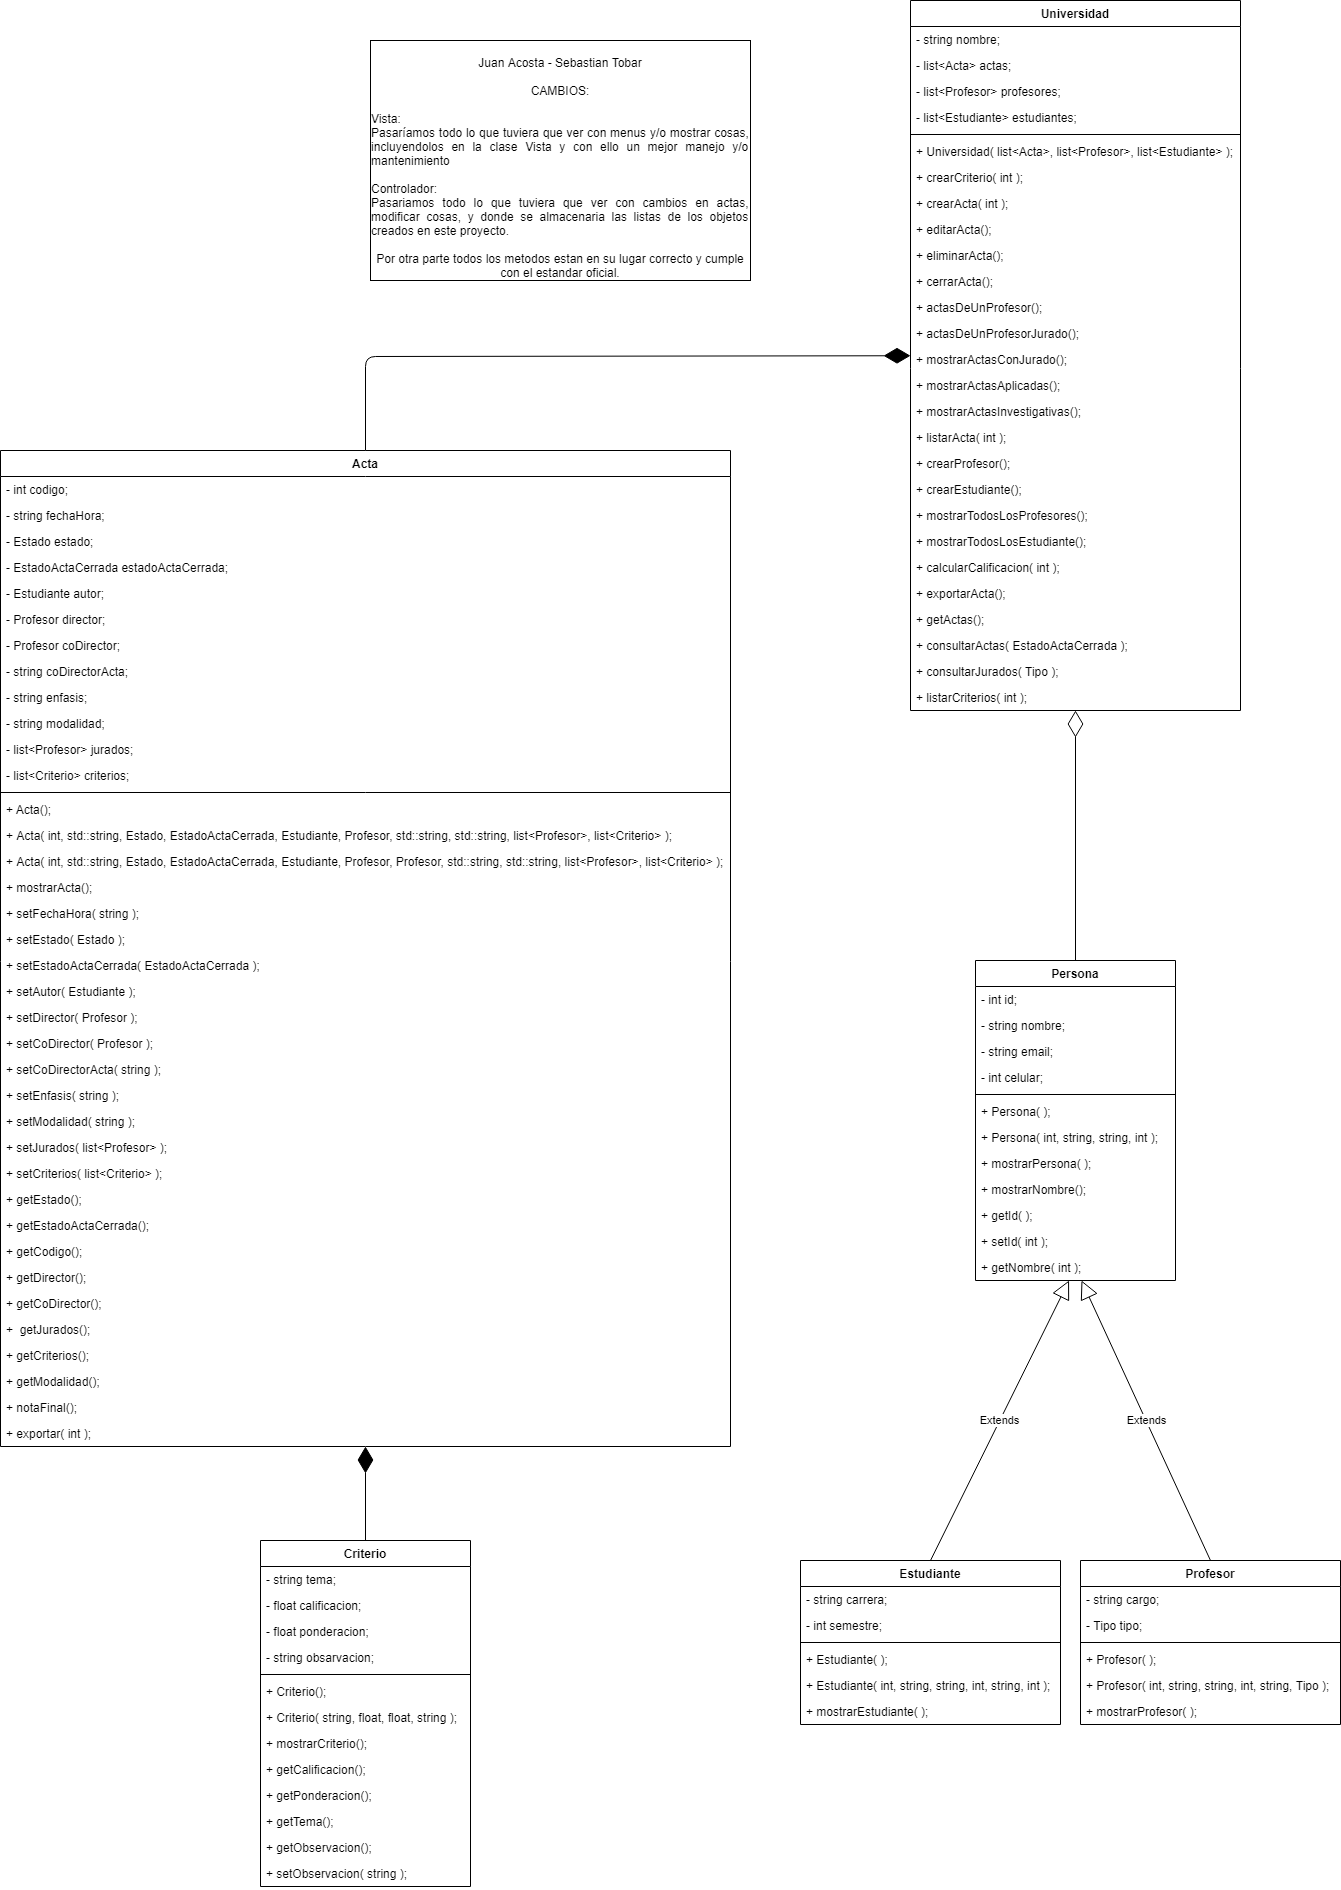 Juan Acosta - Sebastian Tobar
CAMBIOS:
Vista:
Pasaríamos todo lo que tuviera que ver con menus y/o mostrar cosas,
incluyendolos en la clase Vista y con ello un mejor manejo y/o
mantenimiento
Controlador:
Pasariamos todo lo que tuviera que ver con cambios en actas,
modificar cosas, y donde se almacenaria las listas de los objetos
creados en este proyecto.
Por otra parte todos los metodos estan en su lugar correcto y cumple
con el estandar oficial.
Universidad
- string nombre;
- list<Acta> actas;
- list<Profesor> profesores;
- list<Estudiante> estudiantes;
+ Universidad( list<Acta>, list<Profesor>, list<Estudiante> );
+ crearCriterio( int );
+ crearActa( int );
+ editarActa();
+ eliminarActa();
+ cerrarActa();
+ actasDeUnProfesor();
+ actasDeUnProfesorJurado();
+ mostrarActasConJurado();
+ mostrarActasAplicadas();
+ mostrarActasInvestigativas();
+ listarActa( int );
+ crearProfesor();
+ crearEstudiante();
+ mostrarTodosLosProfesores();
+ mostrarTodosLosEstudiante();
+ calcularCalificacion( int );
+ exportarActa();
+ getActas();
+ consultarActas( EstadoActaCerrada );
+ consultarJurados( Tipo );
+ listarCriterios( int );
Acta
- int codigo;
- string fechaHora;
- Estado estado;
- EstadoActaCerrada estadoActaCerrada;
- Estudiante autor;
- Profesor director;
- Profesor coDirector;
- string coDirectorActa;
- string enfasis;
- string modalidad;
- list<Profesor> jurados;
- list<Criterio> criterios;
+ Acta();
+ Acta( int, std::string, Estado, EstadoActaCerrada, Estudiante, Profesor, std::string, std::string, list<Profesor>, list<Criterio> );
+ Acta( int, std::string, Estado, EstadoActaCerrada, Estudiante, Profesor, Profesor, std::string, std::string, list<Profesor>, list<Criterio> );
+ mostrarActa();
+ setFechaHora( string );
+ setEstado( Estado );
+ setEstadoActaCerrada( EstadoActaCerrada );
+ setAutor( Estudiante );
+ setDirector( Profesor );
+ setCoDirector( Profesor );
+ setCoDirectorActa( string );
+ setEnfasis( string );
+ setModalidad( string );
+ setJurados( list<Profesor> );
+ setCriterios( list<Criterio> );
+ getEstado();
+ getEstadoActaCerrada();
+ getCodigo();
+ getDirector();
+ getCoDirector();
+  getJurados();
+ getCriterios();
+ getModalidad();
+ notaFinal();
+ exportar( int );
Persona
- int id;
- string nombre;
- string email;
- int celular;
+ Persona( );
+ Persona( int, string, string, int );
+ mostrarPersona( );
+ mostrarNombre();
+ getId( );
+ setId( int );
+ getNombre( int );
Extends
Extends
Criterio
- string tema;
- float calificacion;
- float ponderacion;
- string obsarvacion;
+ Criterio();
+ Criterio( string, float, float, string );
+ mostrarCriterio();
+ getCalificacion();
+ getPonderacion();
+ getTema();
+ getObservacion();
+ setObservacion( string );
Estudiante
- string carrera;
- int semestre;
+ Estudiante( );
+ Estudiante( int, string, string, int, string, int );
+ mostrarEstudiante( );
Profesor
- string cargo;
- Tipo tipo;
+ Profesor( );
+ Profesor( int, string, string, int, string, Tipo );
+ mostrarProfesor( );